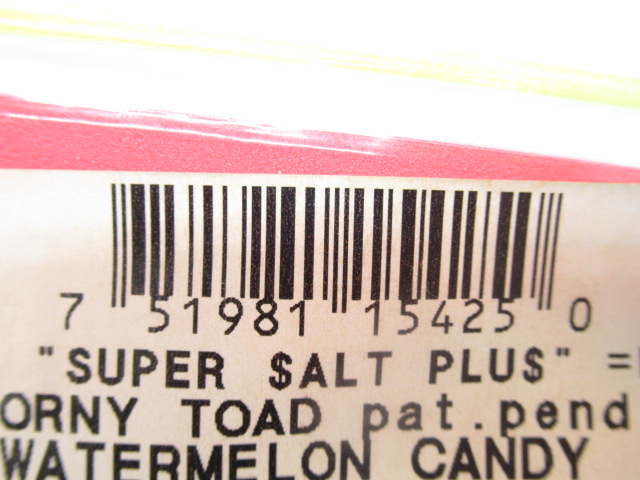 7 51981 15425 0
"SUPER $ALT PLU$" =
ORNY TOAD pat.pend
WATERMELON CANDY